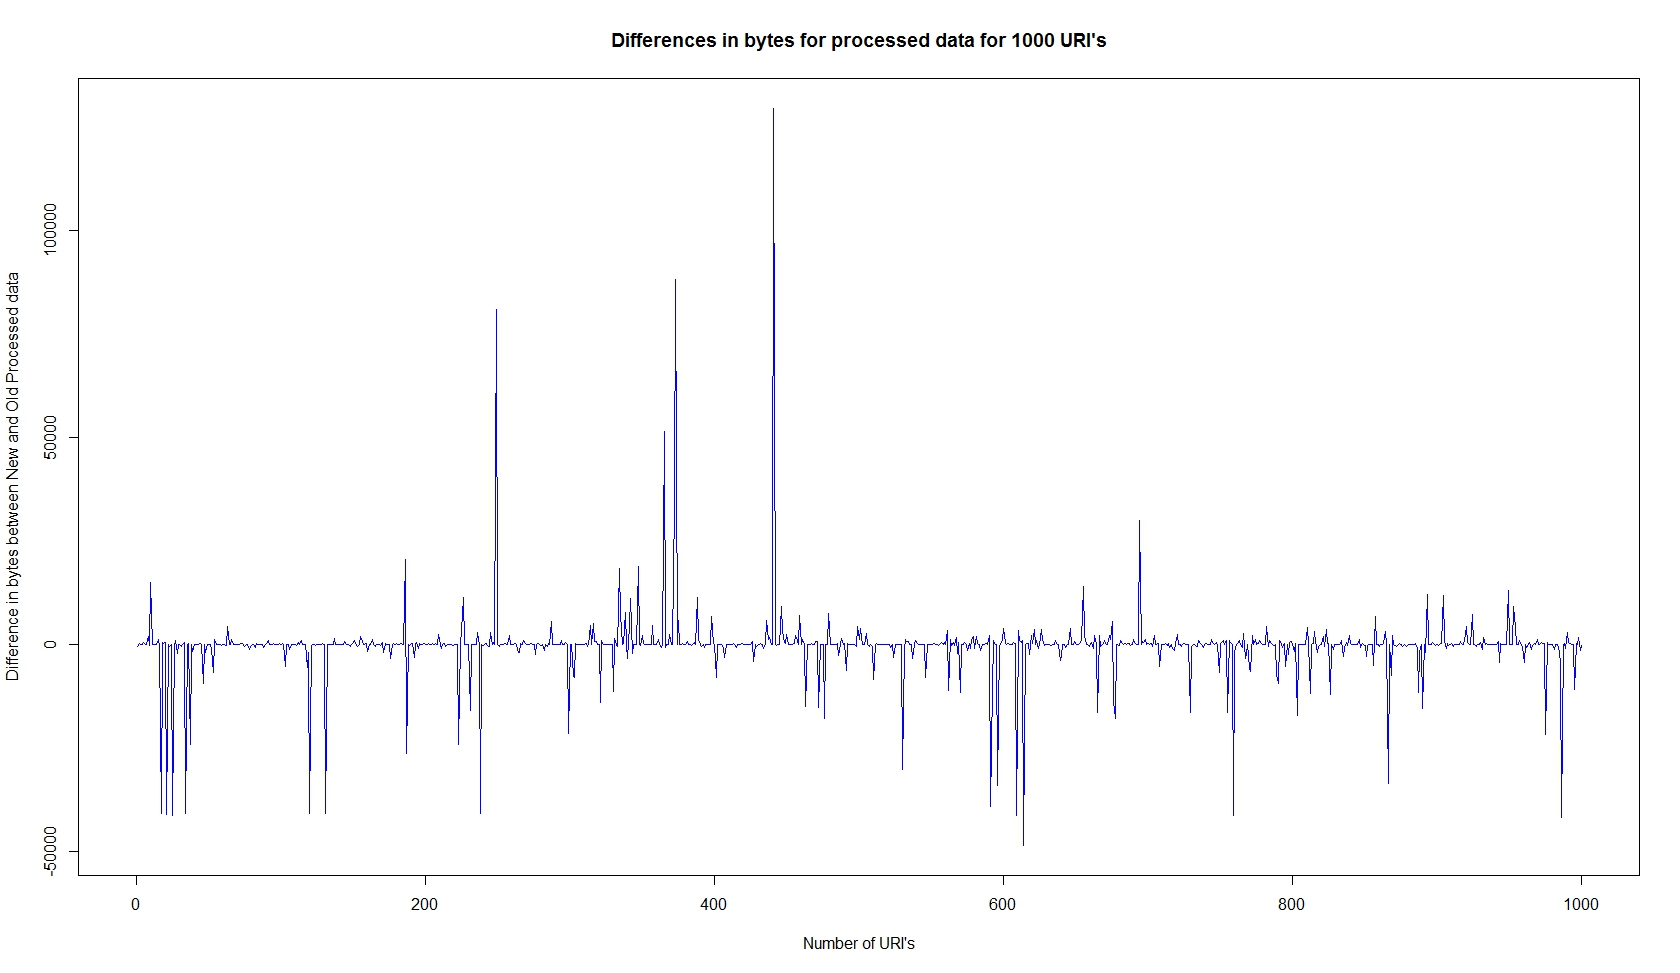 Differences in bytes for processed data for 1000 URI's
Difference in bytes between New and Old Processed data
100000
50000
0
-50000
0 200 400 600 800 1000
Number of URI's